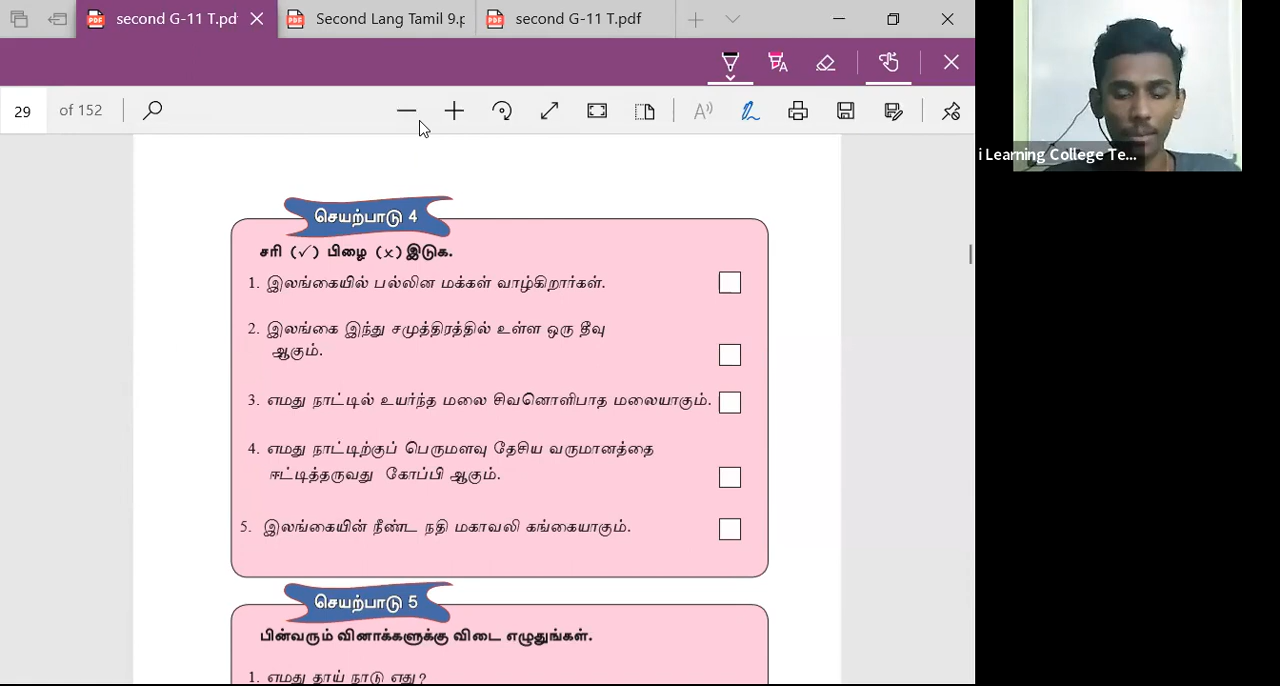 second G-11 T.pd
Second Lang Tamil 9.p
second G-11 T.pdf
29 of 152
செயற்பாடு 4
சரி (✓) பிழை (x) இடுக.
1. இலங்கையில் பல்லின மக்கள் வாழ்கிறார்கள்.
2. இலங்கை இந்து சமுத்திரத்தில் உள்ள ஒரு தீவு
ஆகும்.
3. எமது நாட்டில் உயர்ந்த மலை சிவனொளிபாத மலையாகும்.
4. எமது நாட்டிற்குப் பெருமளவு தேசிய வருமானத்தை
ஈட்டித்தருவது கோப்பி ஆகும்.
5. இலங்கையின் நீண்ட நதி மகாவலி கங்கையாகும்.
செயற்பாடு 5
பின்வரும் வினாக்களுக்கு விடை எழுதுங்கள்.
1. எமது தாய் நாடு எது?
i Learning College Te...